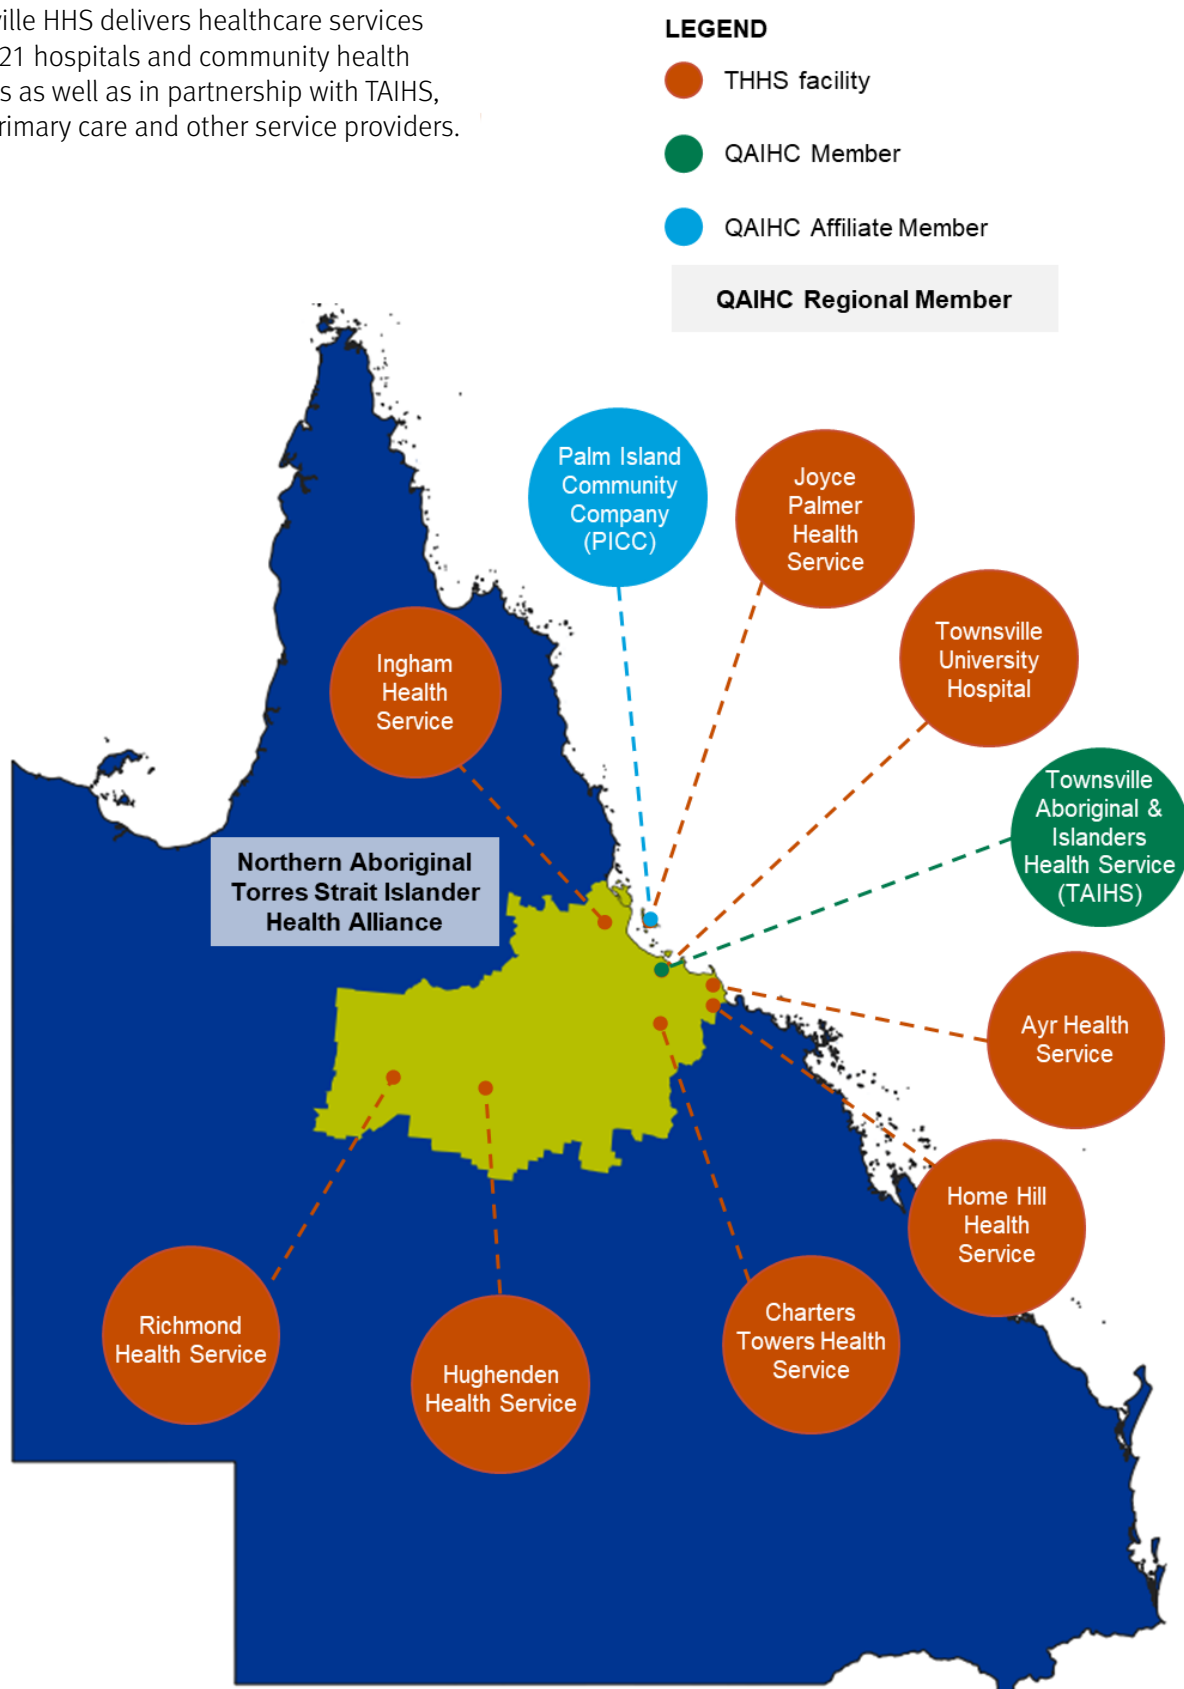 ville HHS delivers healthcare services
21 hospitals and community health
s as well as in partnership with TAIHS,
rimary care and other service providers.
LEGEND
THHS facility
QAIHC Member
QAIHC Affiliate Member
QAIHC Regional Member
Palm Island
Community
Company
(PICC)
Joyce
Palmer
Health
Service
Townsville
University
Hospital
Ingham
Health
Service
Townsville
Aboriginal &
Islanders
Health Service
(TAIHS)
Northern Aboriginal
Torres Strait Islander
Health Alliance
Ayr Health
Service
Home Hill
Health
Service
Richmond
Health Service
Hughenden
Health Service
Charters
Towers Health
Service